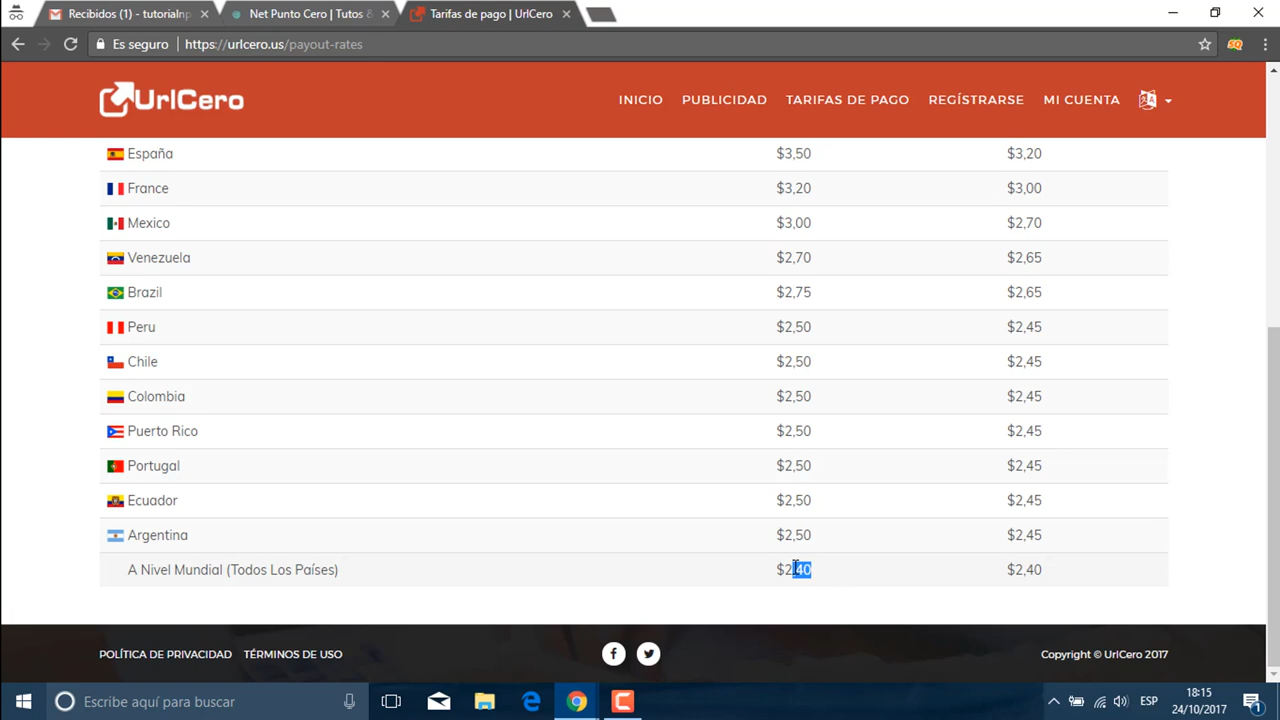 Recibidos (1) - tutorialnp
Net Punto Cero | Tutos &
Tarifas de pago | UrlCero
Es seguro
https://urlcero.us/payout-rates
UrlCero
INICIO PUBLICIDAD TARIFAS DE PAGO REGÍSTRARSE MI CUENTA
España $3,50 $3,20
France $3,20 $3,00
Mexico $3,00 $2,70
Venezuela $2,70 $2,65
Brazil $2,75 $2,65
Peru $2,50 $2,45
Chile $2,50 $2,45
Colombia $2,50 $2,45
Puerto Rico $2,50 $2,45
Portugal $2,50 $2,45
Ecuador $2,50 $2,45
Argentina $2,50 $2,45
A Nivel Mundial (Todos Los Países) $2,40 $2,40
POLÍTICA DE PRIVACIDAD TÉRMINOS DE USO
Copyright © UrlCero 2017
Escribe aquí para buscar
ESP
18:15
24/10/2017
1